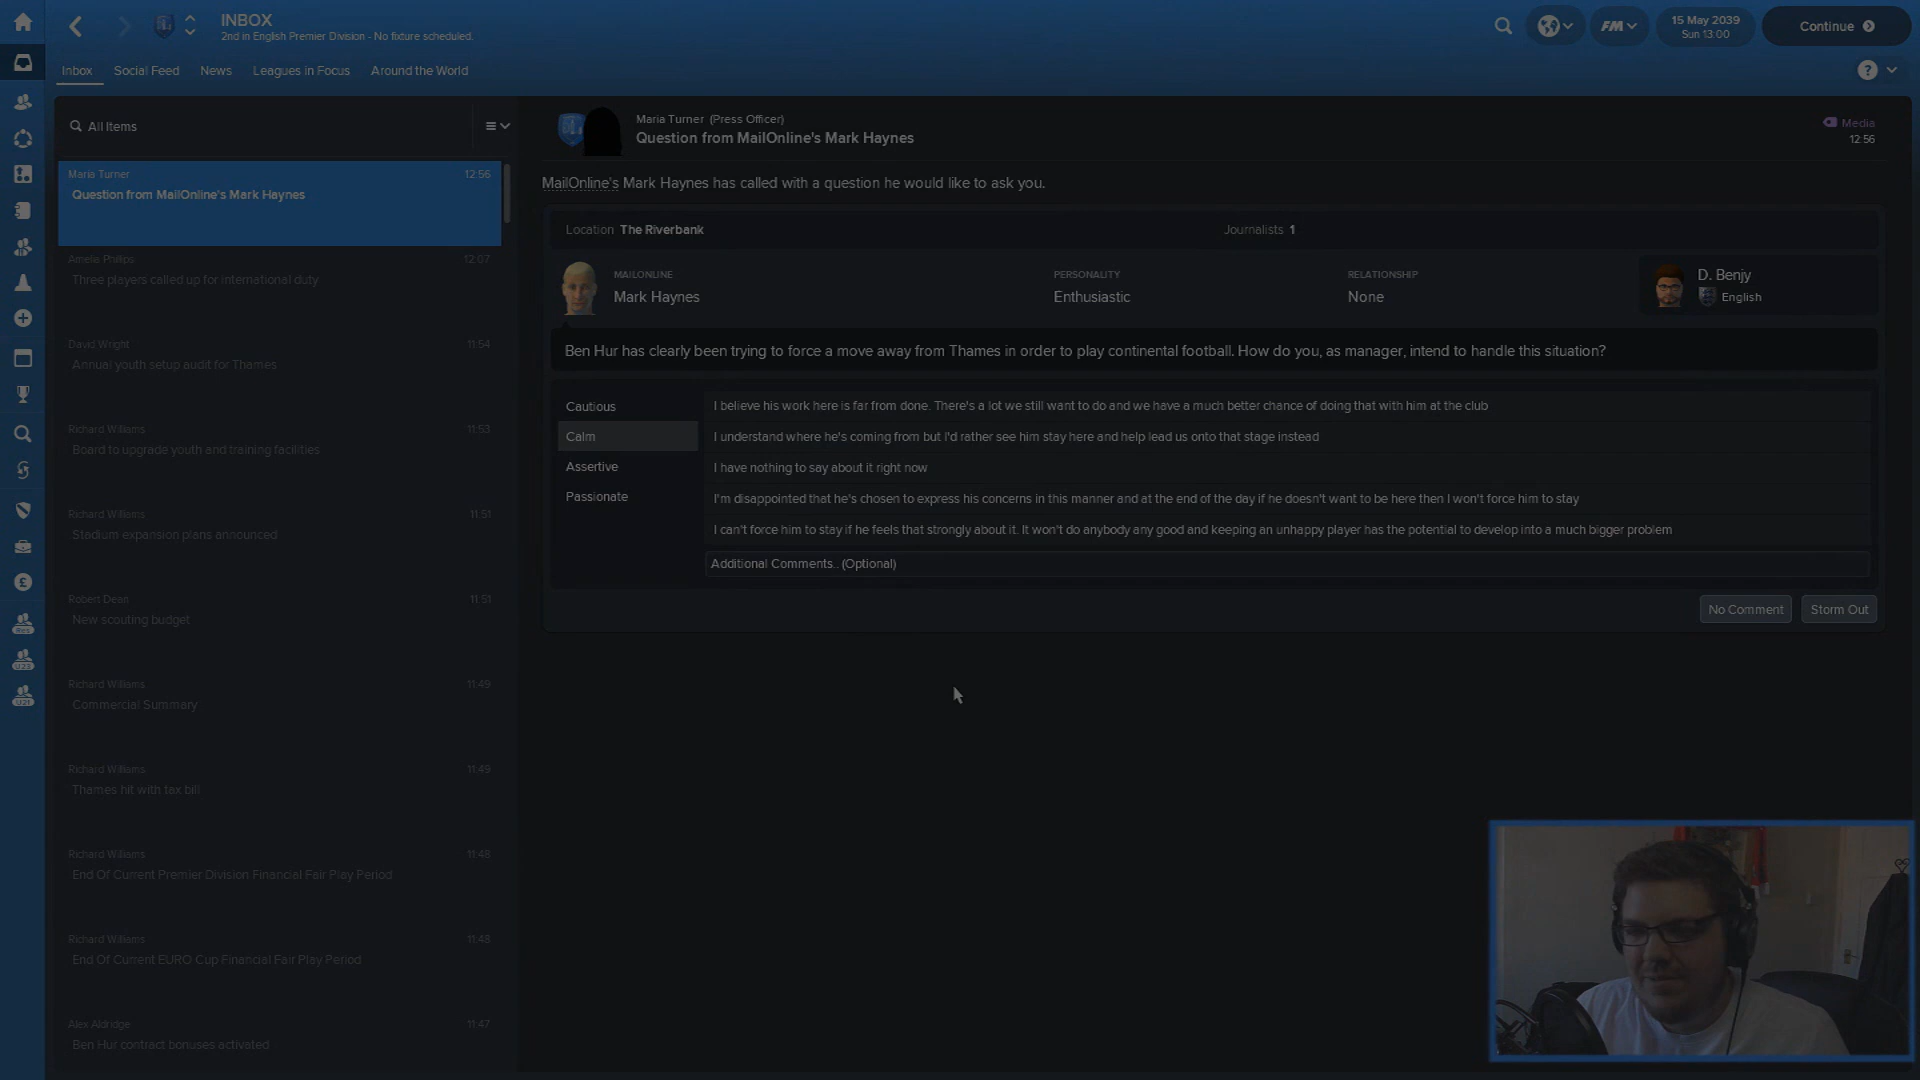 INBOX
2nd in English Premier Division - No fixture scheduled.
FM
15 May 2039
Sun 13:00
Continue
Inbox Social Feed News Leagues in Focus Around the World
?
All Items
Maria Turner 12:56
Question from MailOnline's Mark Haynes
Amelie Phillips 12:07
Three players called up for international duty
David Wright 11:54
Annual youth setup audit for Thames
Richard Williams 11:53
Board to upgrade youth and training facilities
Richard Williams 11:51
Stadium expansion plans announced
Robert Dean 11:51
New scouting budget
Richard Williams 11:49
Commercial Summary
Richard Williams 11:49
Thames hit with tax bill
Richard Williams 11:48
End Of Current Premier Division Financial Fair Play Period
Richard Williams 11:48
End Of Current EURO Cup Financial Fair Play Period
Alex Aldridge 11:47
Ben Hur contract bonuses activated
Maria Turner (Press Officer)
Question from MailOnline's Mark Haynes
Media
12:56
MailOnline's Mark Haynes has called with a question he would like to ask you.
Location The Riverbank
Journalists 1
MAILONLINE
Mark Haynes
PERSONALITY
Enthusiastic
RELATIONSHIP
None
D. Benjy
English
Ben Hur has clearly been trying to force a move away from Thames in order to play continental football. How do you, as manager, intend to handle this situation?
Cautious
Calm
Assertive
Passionate
I believe his work here is far from done. There's a lot we still want to do and we have a much better chance of doing that with him at the club
I understand where he's coming from but I'd rather see him stay here and help lead us onto that stage instead
I have nothing to say about it right now
I'm disappointed that he's chosen to express his concerns in this manner and at the end of the day if he doesn't want to be here then I won't force him to stay
I can't force him to stay if he feels that strongly about it. It won't do anybody any good and keeping an unhappy player has the potential to develop into a much bigger problem
Additional Comments.. (Optional)
No Comment
Storm Out